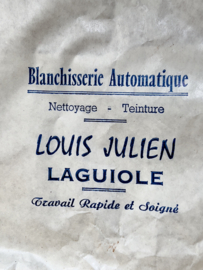 Blanchisserie Automatique
Nettoyage - Teinture
LOUIS JULIEN
LAGUIOLE
Travail Rapide et Soigné